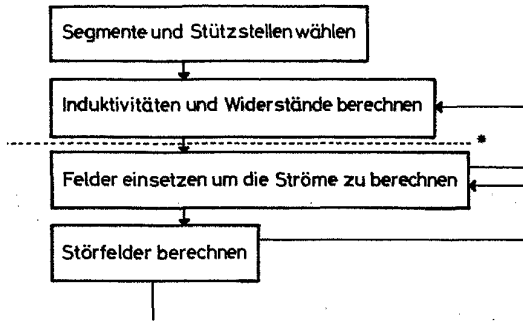 Segmente und Stützstellen wählen
Induktivitäten und Widerstände berechnen
*
Felder einsetzen um die Ströme zu berechnen
Störfelder berechnen